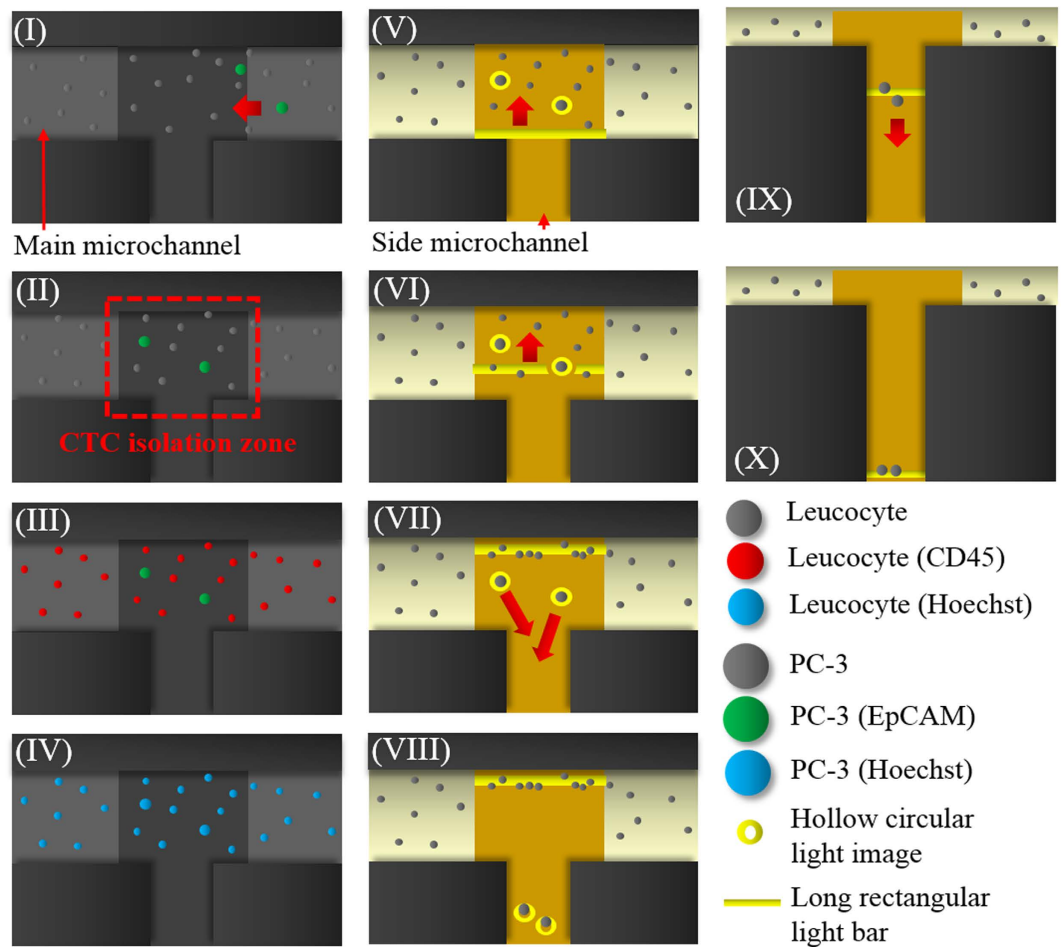 (I)
Main microchannel
(II)
CTC isolation zone
(III)
(IV)
(V)
Side microchannel
(VI)
(VII)
(VIII)
(IX)
(X)
Leucocyte
Leucocyte (CD45)
Leucocyte (Hoechst)
PC-3
PC-3 (EpCAM)
PC-3 (Hoechst)
Hollow circular
light image
Long rectangular
light bar